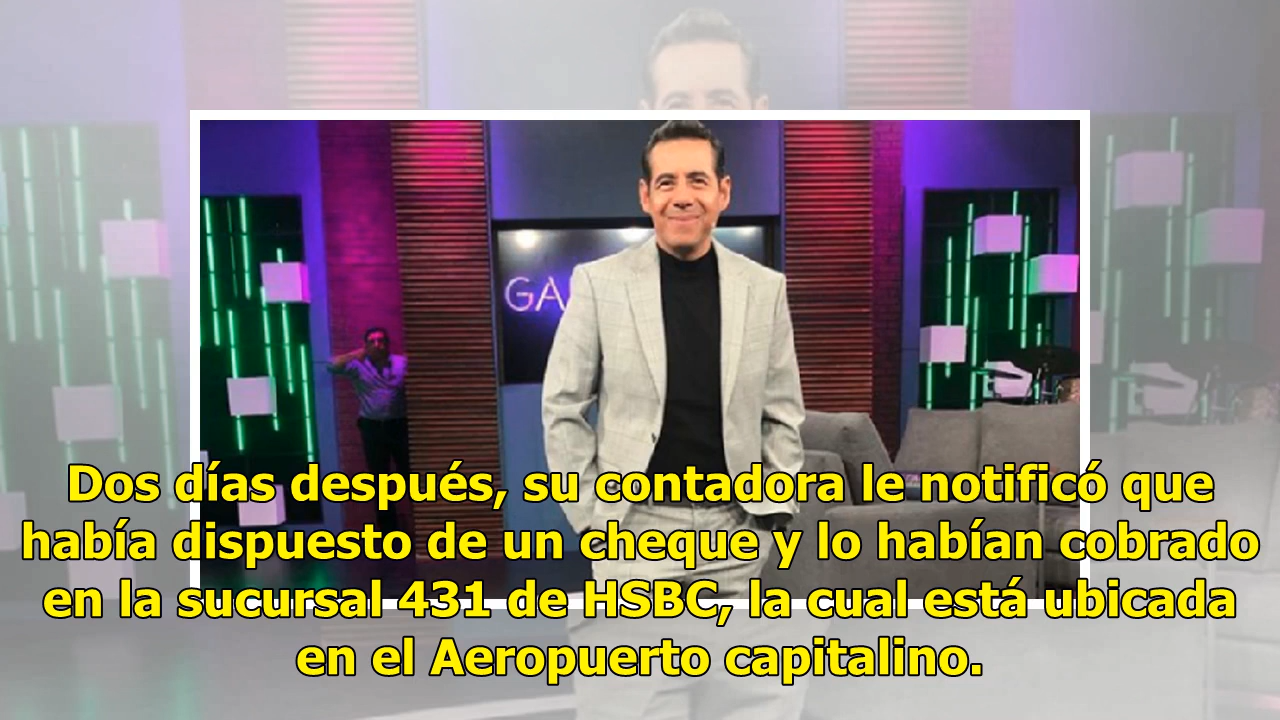 GA
Dos días después, su contadora le notificó que
había dispuesto de un cheque y lo habían cobrado
en la sucursal 431 de HSBC, la cual está ubicada
en el Aeropuerto capitalino.